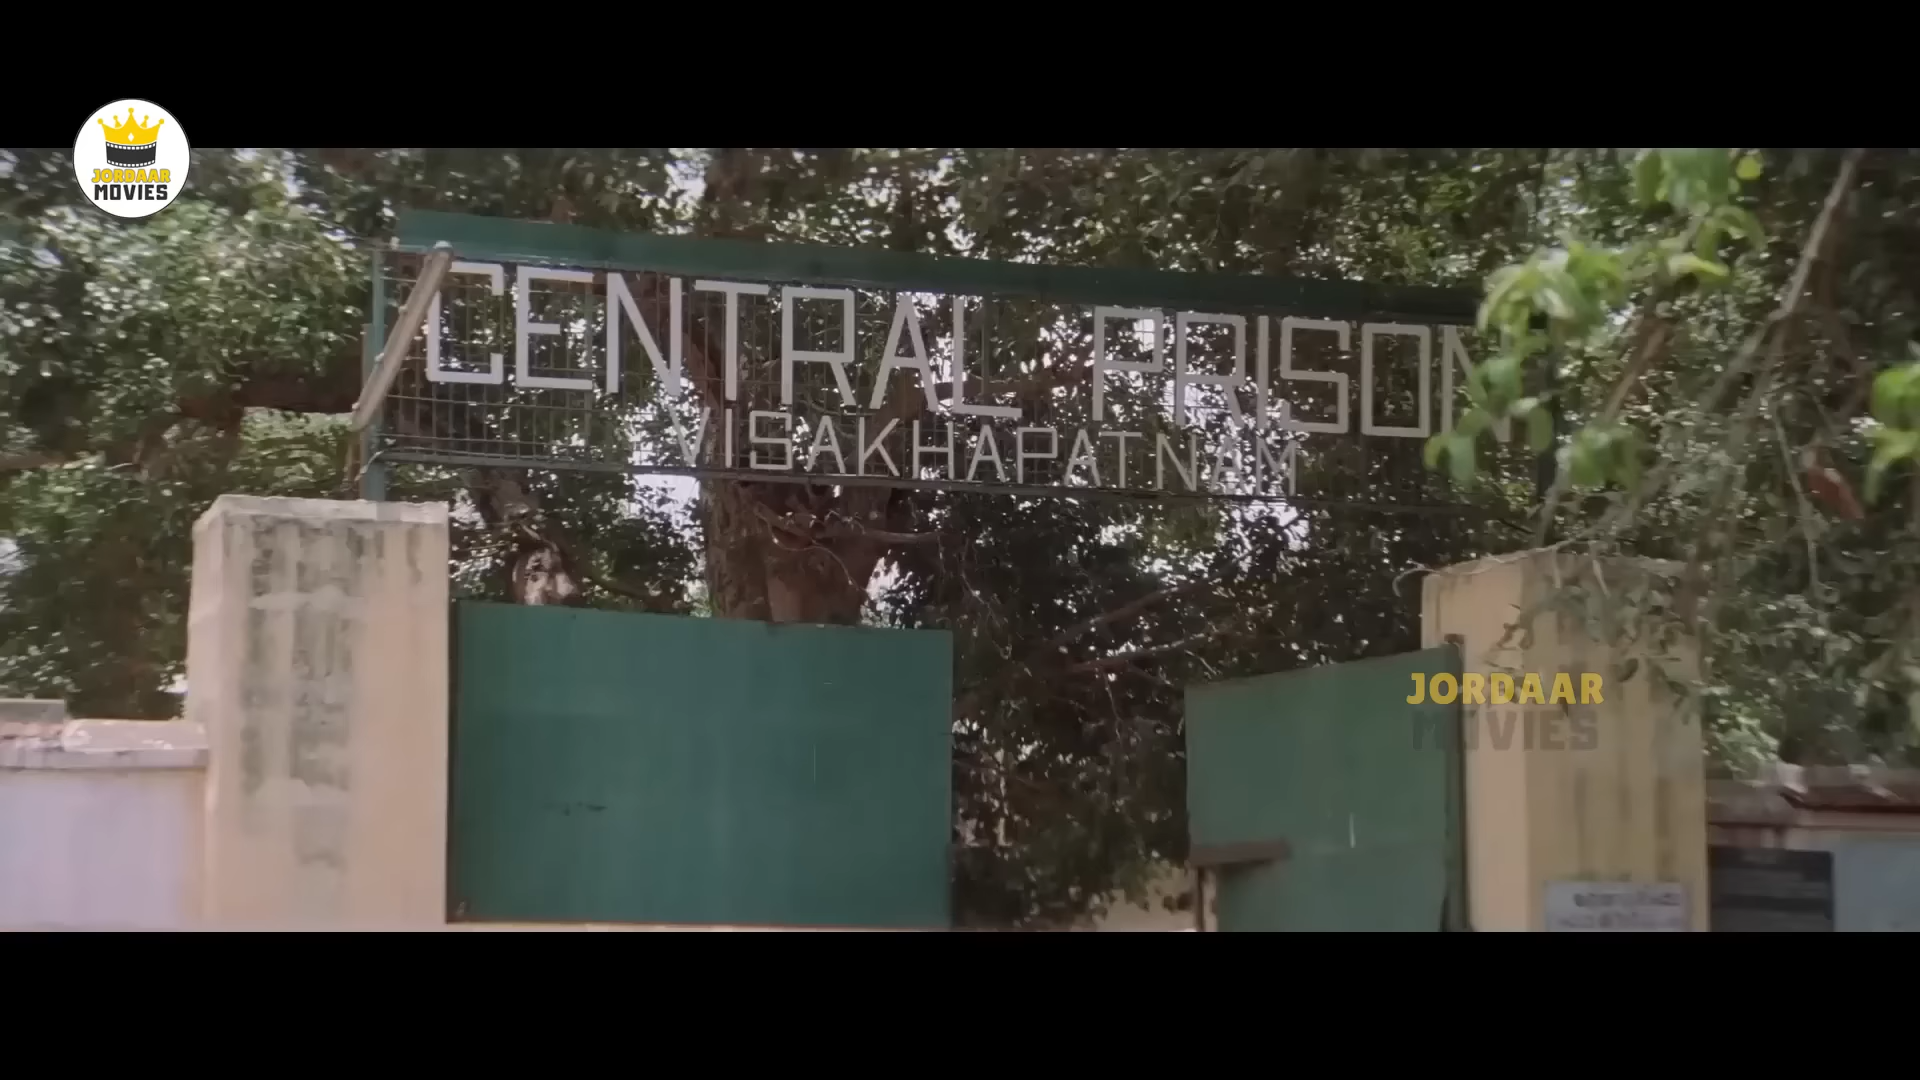 JORDAAR
MOVIES
CENTRAL PRISON
VISAKHAPATNAM
JORDAAR
MOVIES